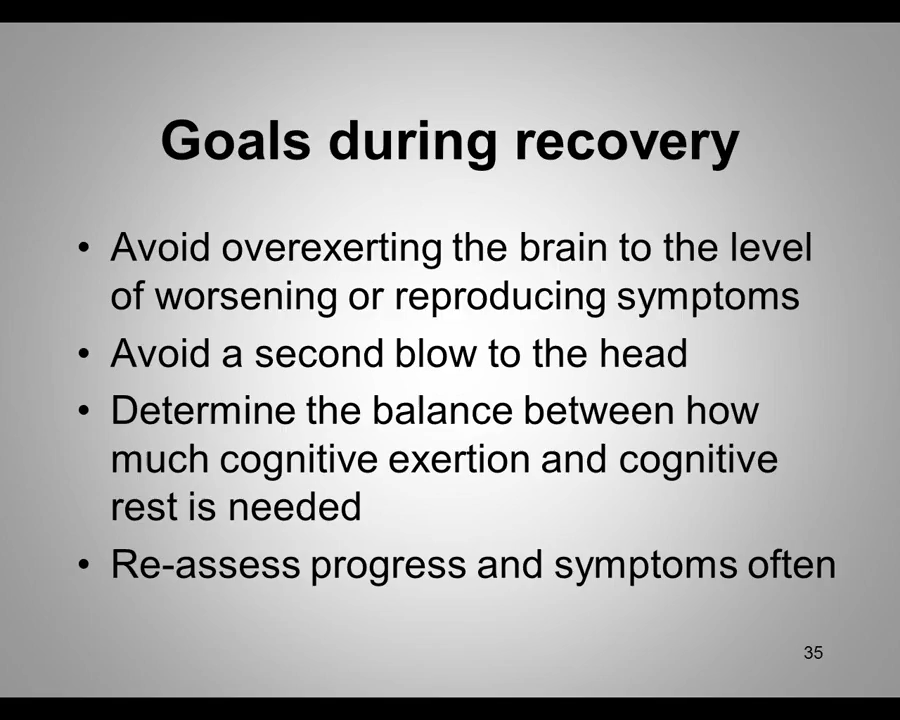 Goals during recovery
• Avoid overexerting the brain to the level
of worsening or reproducing symptoms
• Avoid a second blow to the head
• Determine the balance between how
much cognitive exertion and cognitive
rest is needed
• Re-assess progress and symptoms often
35